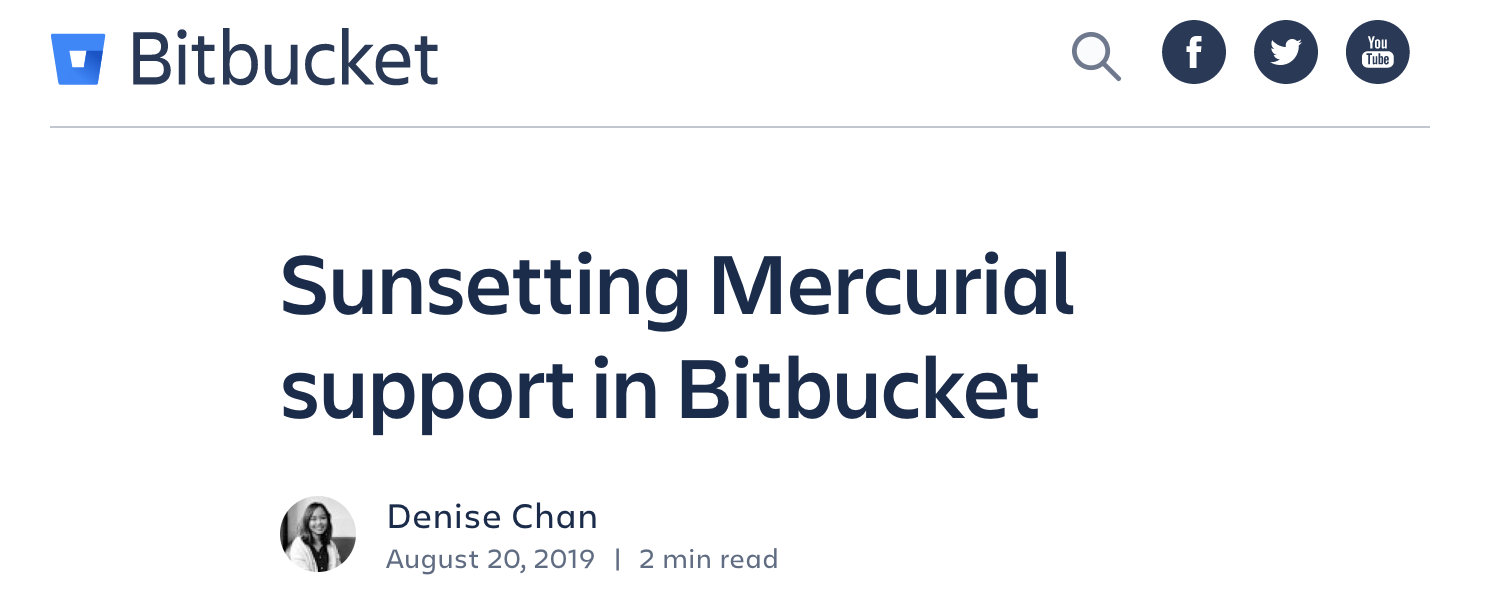 Bitbucket
f
You
Tube
Sunsetting Mercurial
support in Bitbucket
Denise Chan
August 20, 2019 | 2 min read